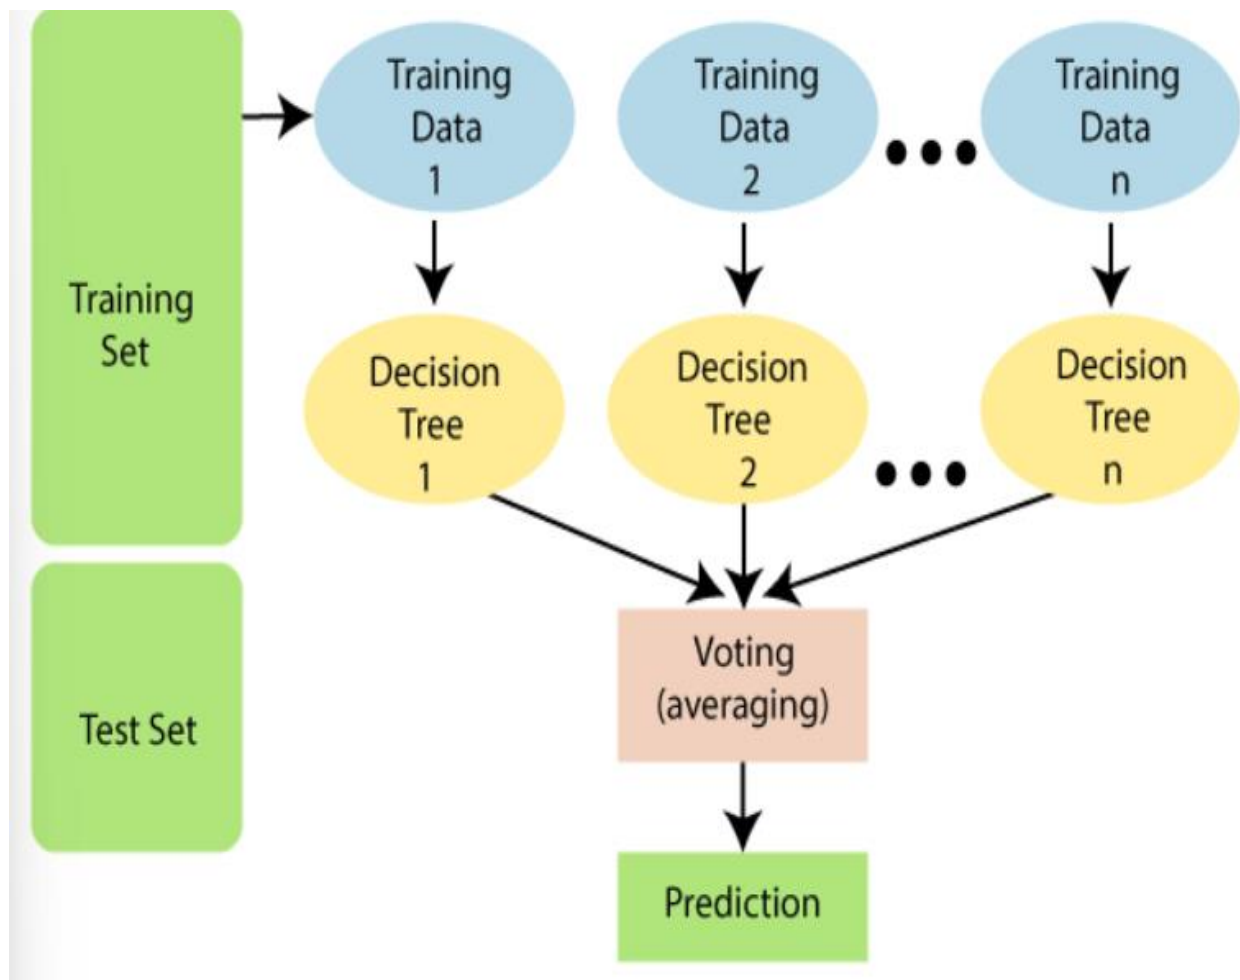 Training
Set
Test Set
Training
Data
1
Training
Data
2
Training
Data
n
Decision
Tree
1
Decision
Tree
2
Decision
Tree
n
Voting
(averaging)
Prediction